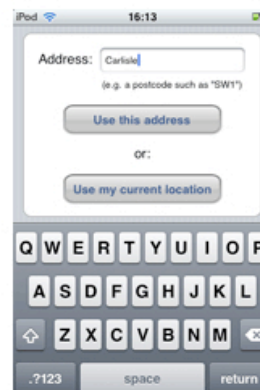 iPod 16:13
Address: Carlisle
(e.g. a postcode such as "SW1")
Use this address
or:
Use my current location
Q W E R T Y U I O P
A S D F G H J K L
Z X C V B N M
.?123 space return